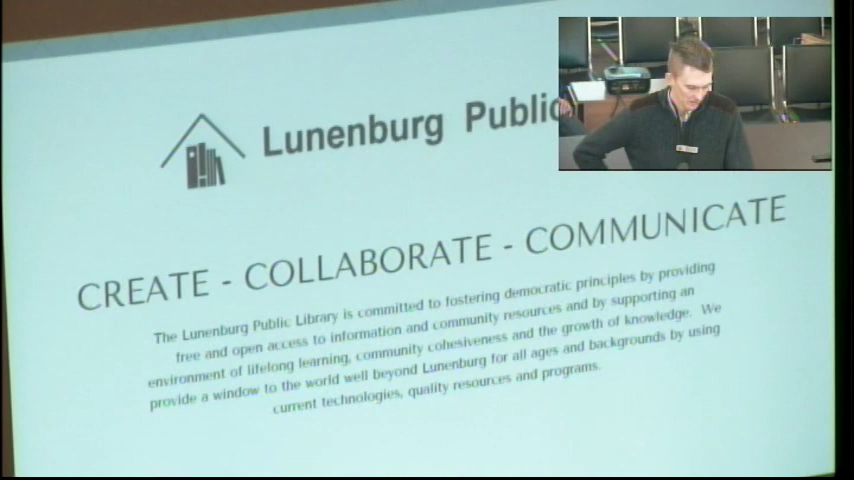 Lunenburg Public
CREATE - COLLABORATE - COMMUNICATE
The Lunenburg Public Library is committed to fostering democratic principles by providing
free and open access to information and community resources and by supporting an
environment of lifelong learning, community cohesiveness and the growth of knowledge. We
provide a window to the world well beyond Lunenburg for all ages and backgrounds by using
current technologies, quality resources and programs.